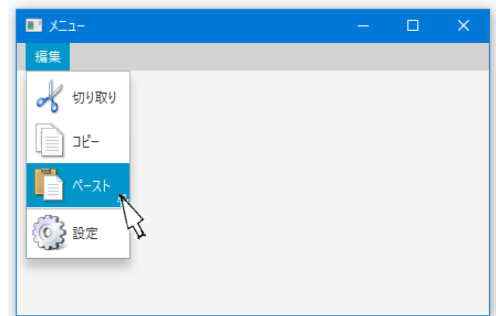 メニュー
編集
切り取り
コピー
ペースト
設定